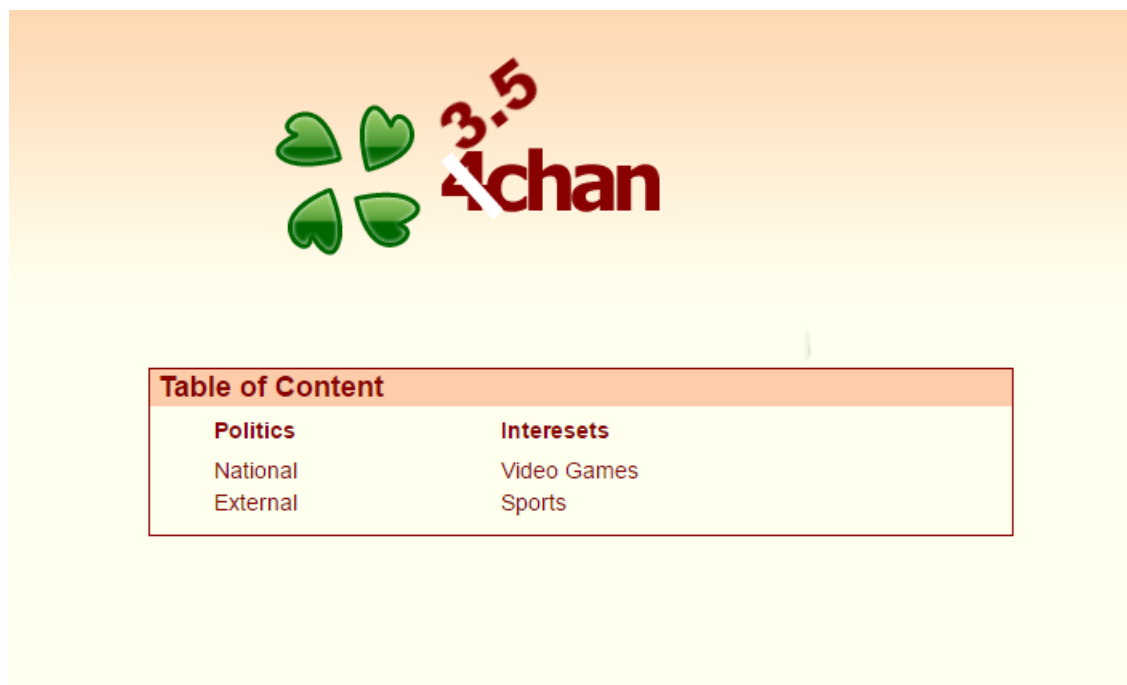 3.5
4chan
Table of Content
Politics Interesets
National Video Games
External Sports